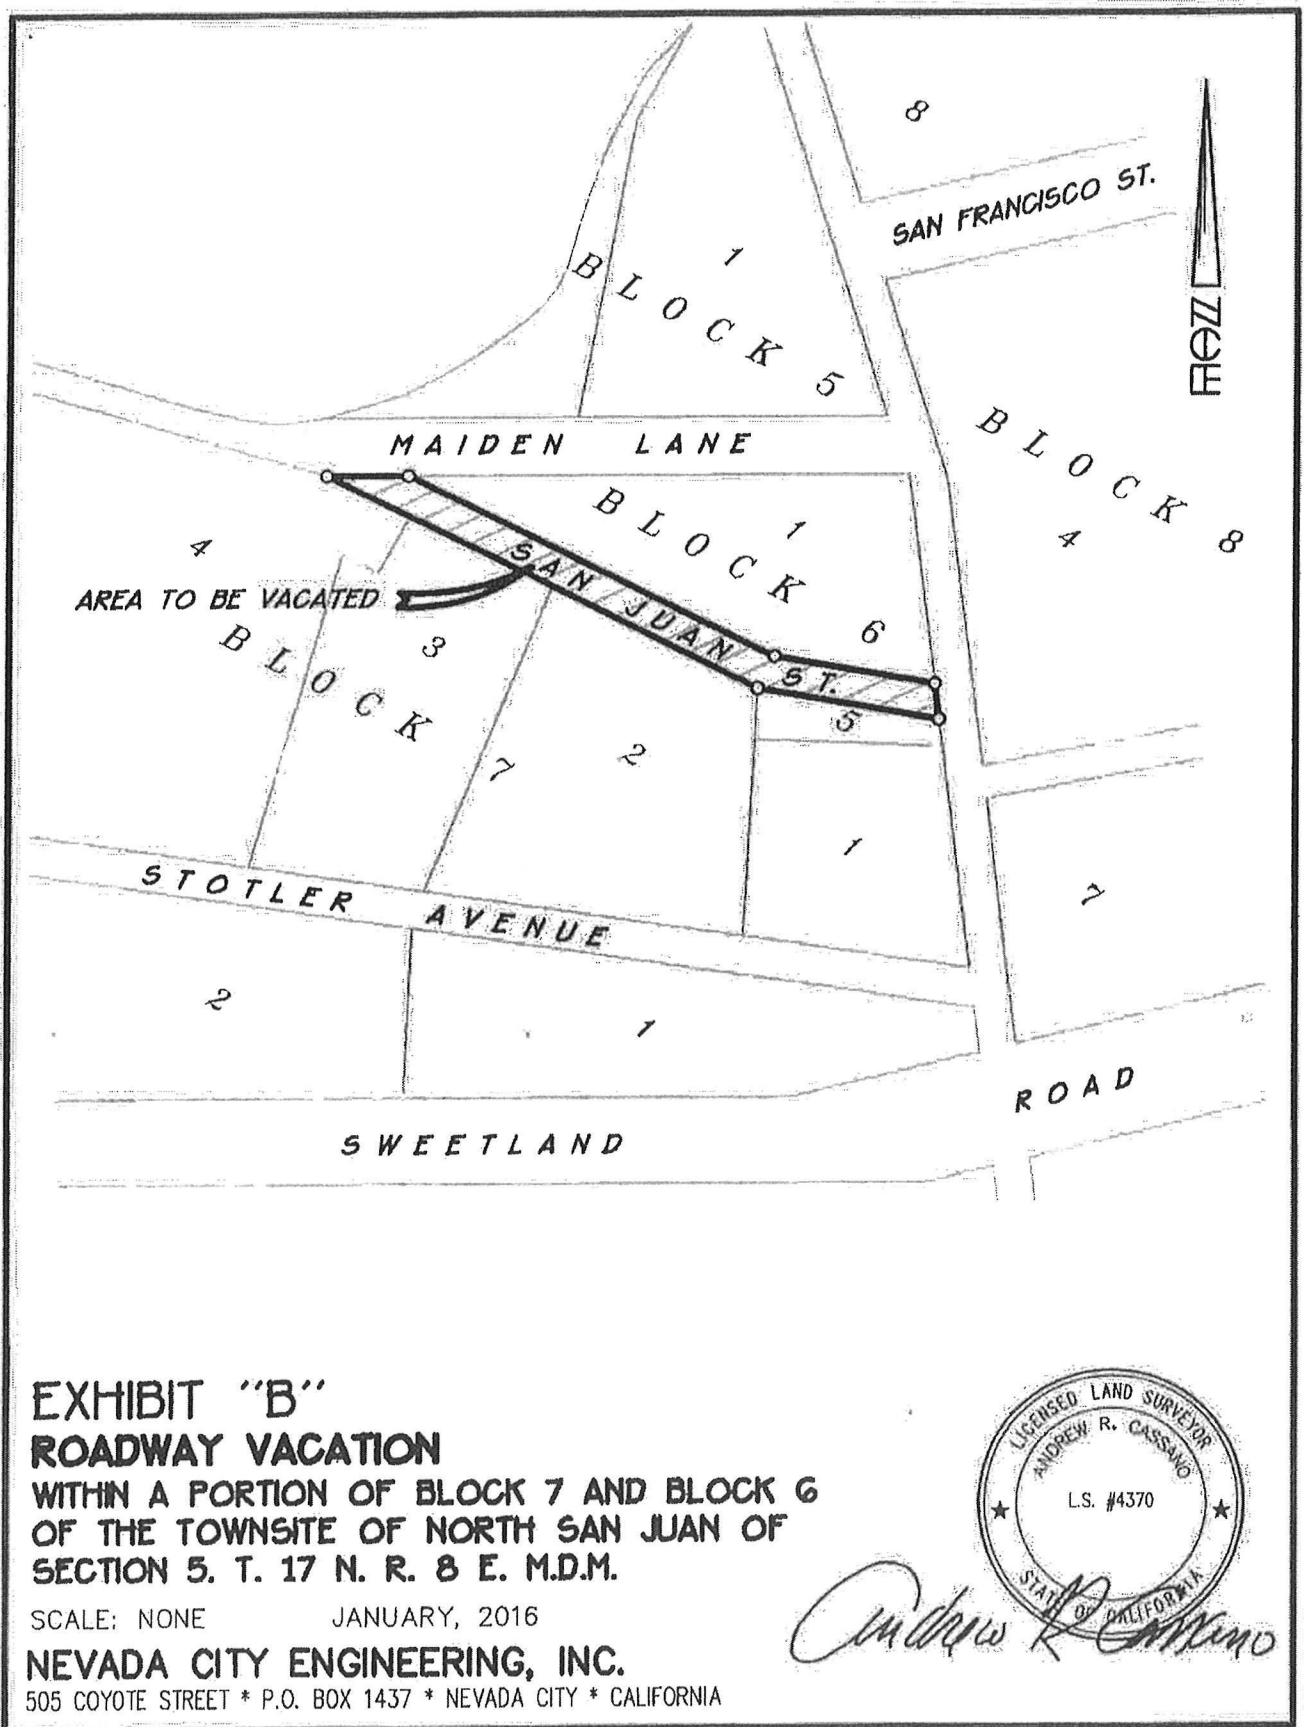 8
SAN FRANCISCO ST.
1
BLOCK 5
MAIDEN LANE
BLOCK 8
4
BLOCK 6
1
4
SAN JUAN ST.
AREA TO BE VACATED
BLOCK 7
3
2
5
1
7
STOTLER AVENUE
2
1
ROAD
SWEETLAND
EXHIBIT "B"
ROADWAY VACATION
WITHIN A PORTION OF BLOCK 7 AND BLOCK 6
OF THE TOWNSITE OF NORTH SAN JUAN OF
SECTION 5. T. 17 N. R. 8 E. M.D.M.
SCALE: NONE JANUARY, 2016
NEVADA CITY ENGINEERING, INC.
505 COYOTE STREET * P.O. BOX 1437 * NEVADA CITY * CALIFORNIA
LICENSED LAND SURVEYOR
ANDREW R. CASSANO
L.S. #4370
STATE OF CALIFORNIA
Andrew R Cassano